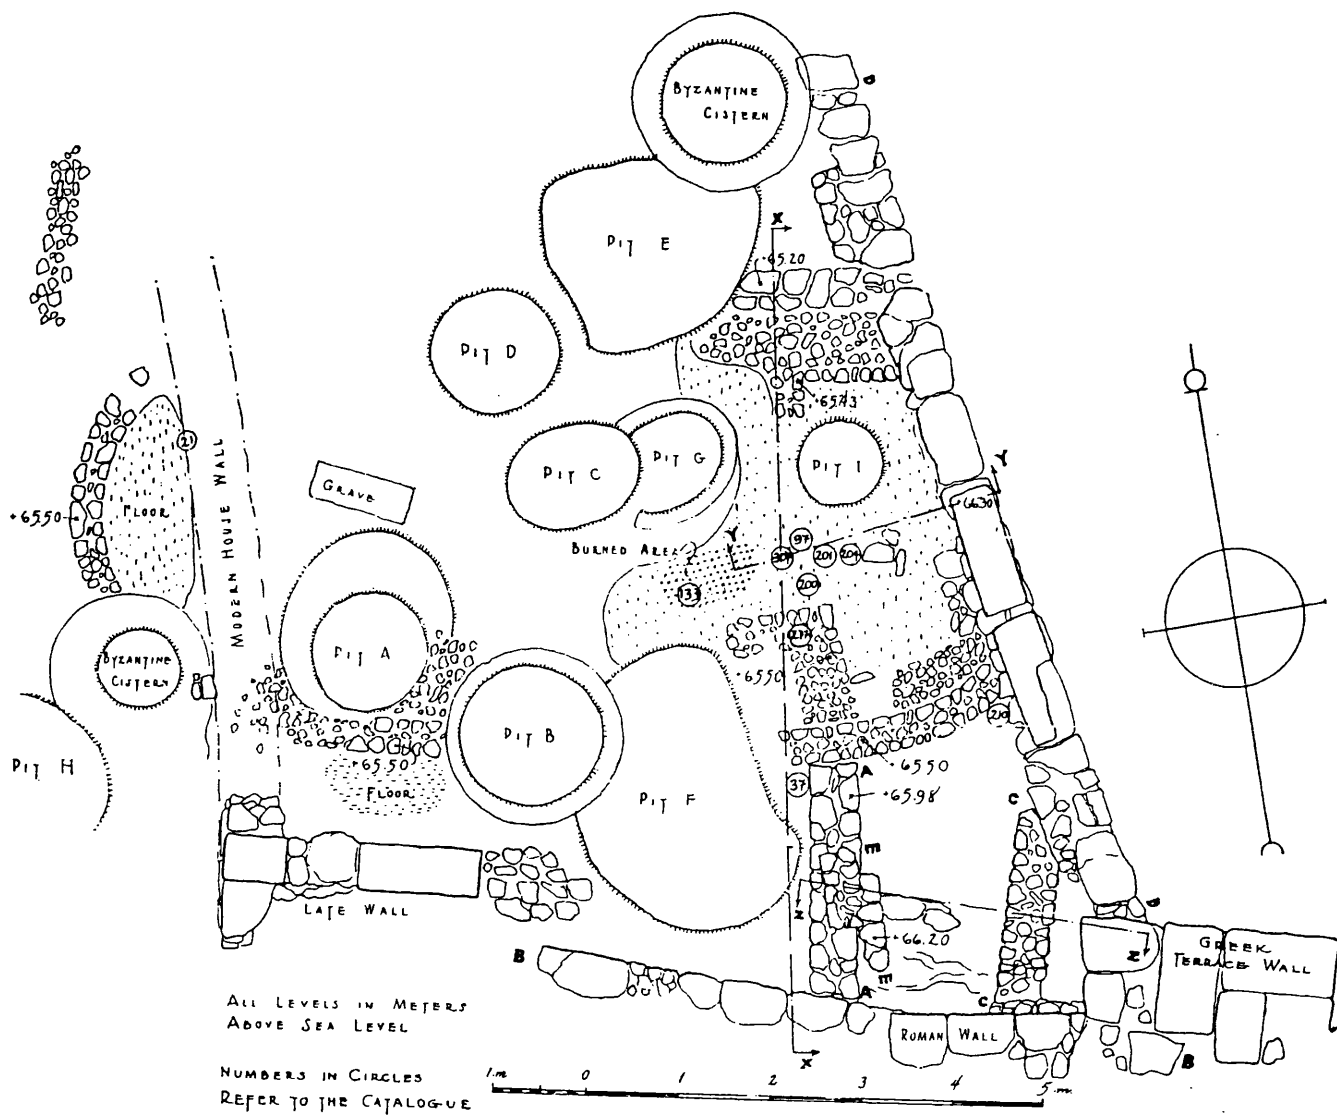 BYZANTINE
CISTERN
D
PIT E
X
+65.20
PIT D
+65.43
21
MODERN HOUSE WALL
PIT C
PIT G
PIT I
Y
GRAVE
+65.50
FLOOR
66.30
BURNED AREA
Y
97
201
204
200
133
BYZANTINE
CISTERN
PIT A
+65.50
210
PIT B
PIT H
+65.50
FLOOR
+65.50
A
37
+65.98
PIT F
C
E
LATE WALL
D
Z
+66.20
Z
GREEK
TERRACE WALL
B
E
A
C
ROMAN WALL
B
X
ALL LEVELS IN METERS
ABOVE SEA LEVEL
NUMBERS IN CIRCLES
REFER TO THE CATALOGUE
1 m 0 1 2 3 4 5 m.